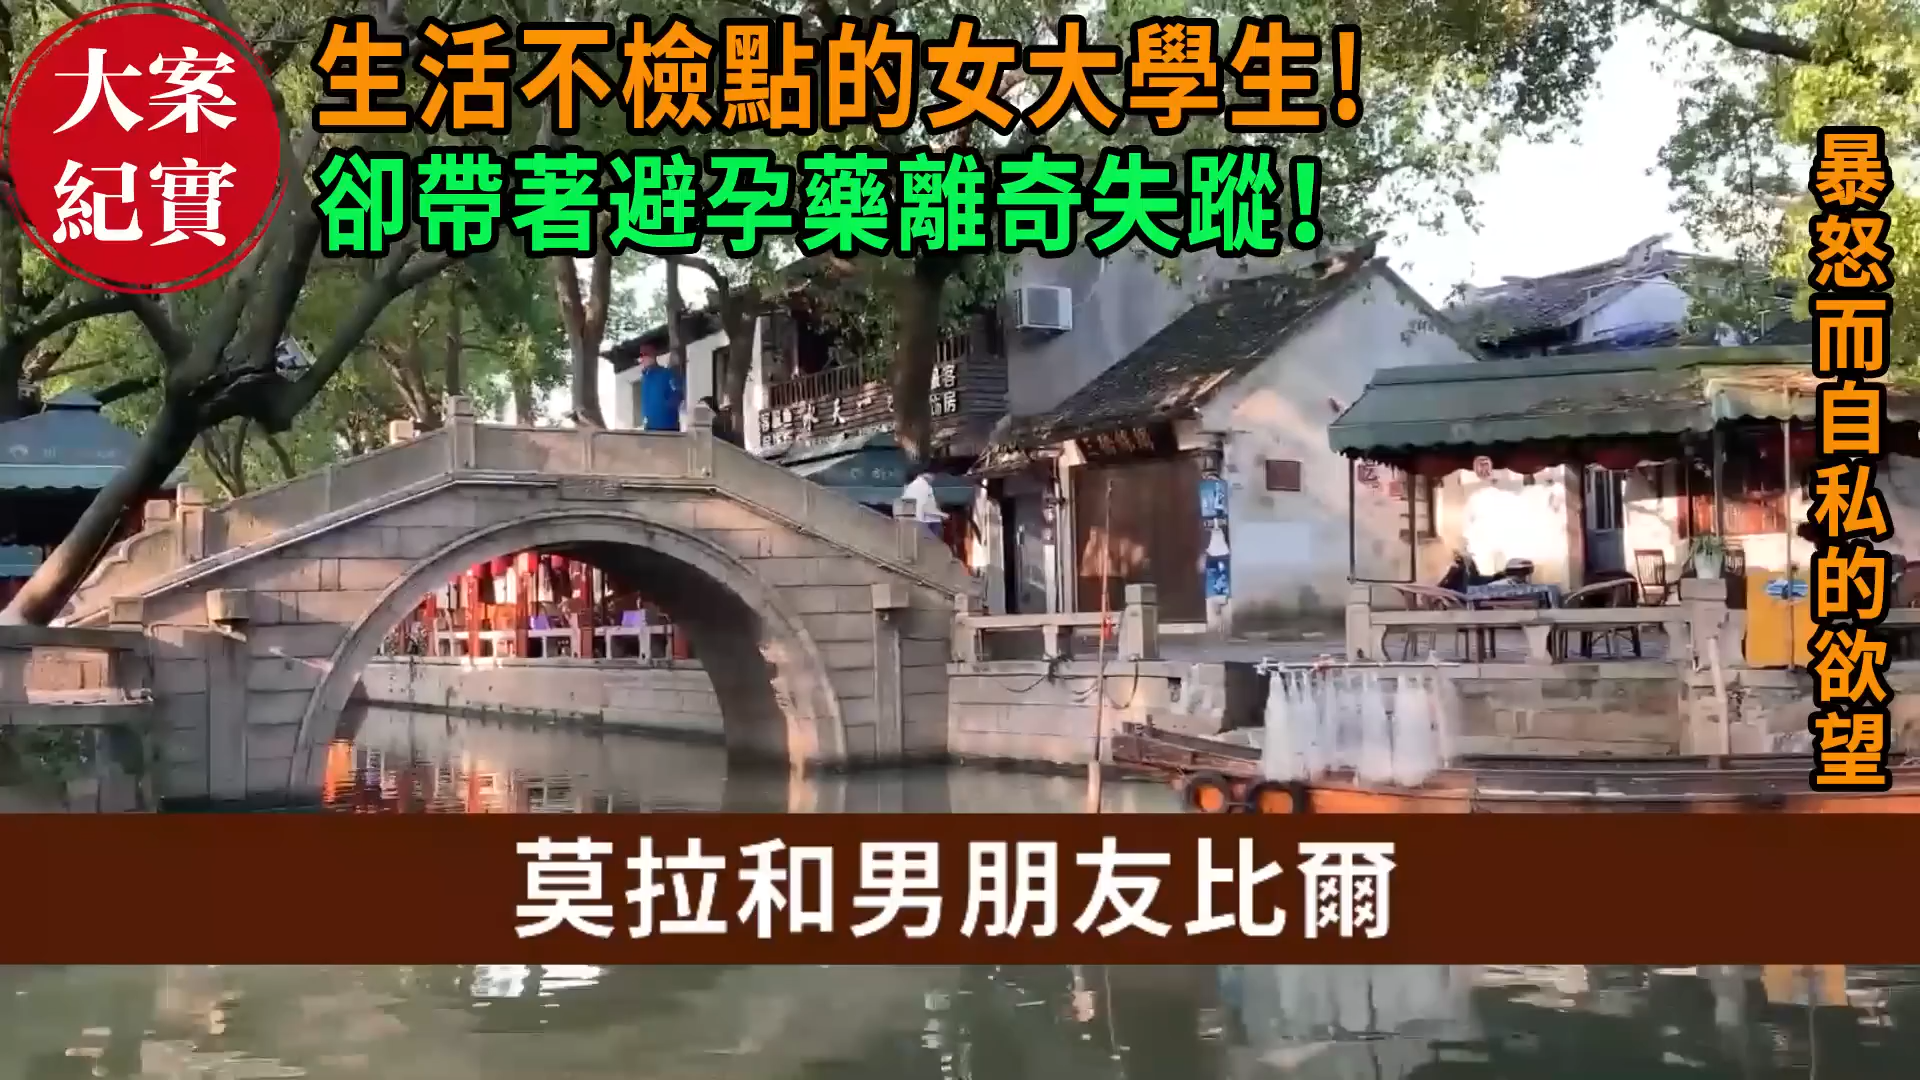 大案
紀實
生活不檢點的女大學生!
卻帶著避孕藥離奇失蹤!
暴怒而自私的欲望
莫拉和男朋友比爾